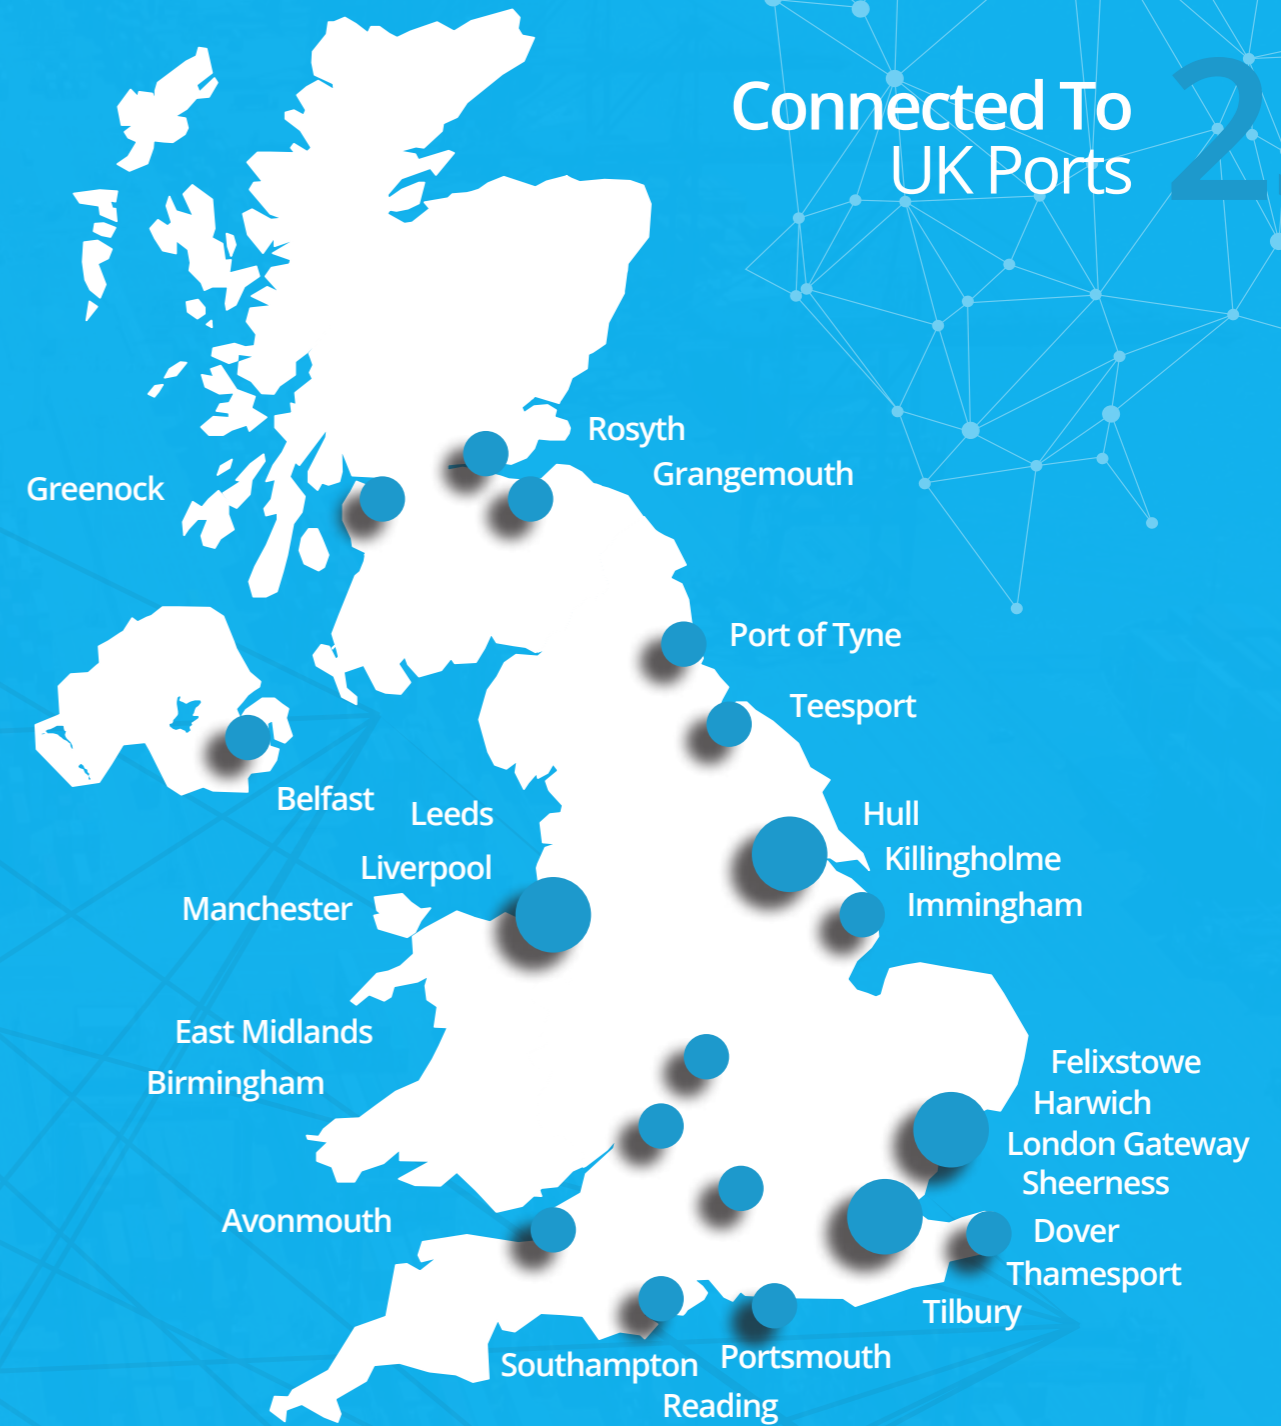 Connected To
UK Ports
2
Rosyth
Grangemouth
Greenock
Port of Tyne
Teesport
Belfast
Leeds
Hull
Liverpool
Killingholme
Manchester
Immingham
East Midlands
Birmingham
Felixstowe
Harwich
London Gateway
Sheerness
Avonmouth
Dover
Thamesport
Tilbury
Southampton
Portsmouth
Reading